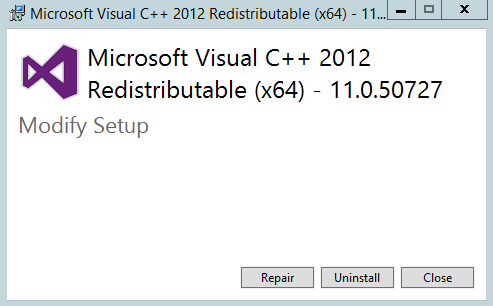 Microsoft Visual C++ 2012 Redistributable (x64) - 11....
Microsoft Visual C++ 2012
Redistributable (x64) - 11.0.50727
Modify Setup
Repair Uninstall Close